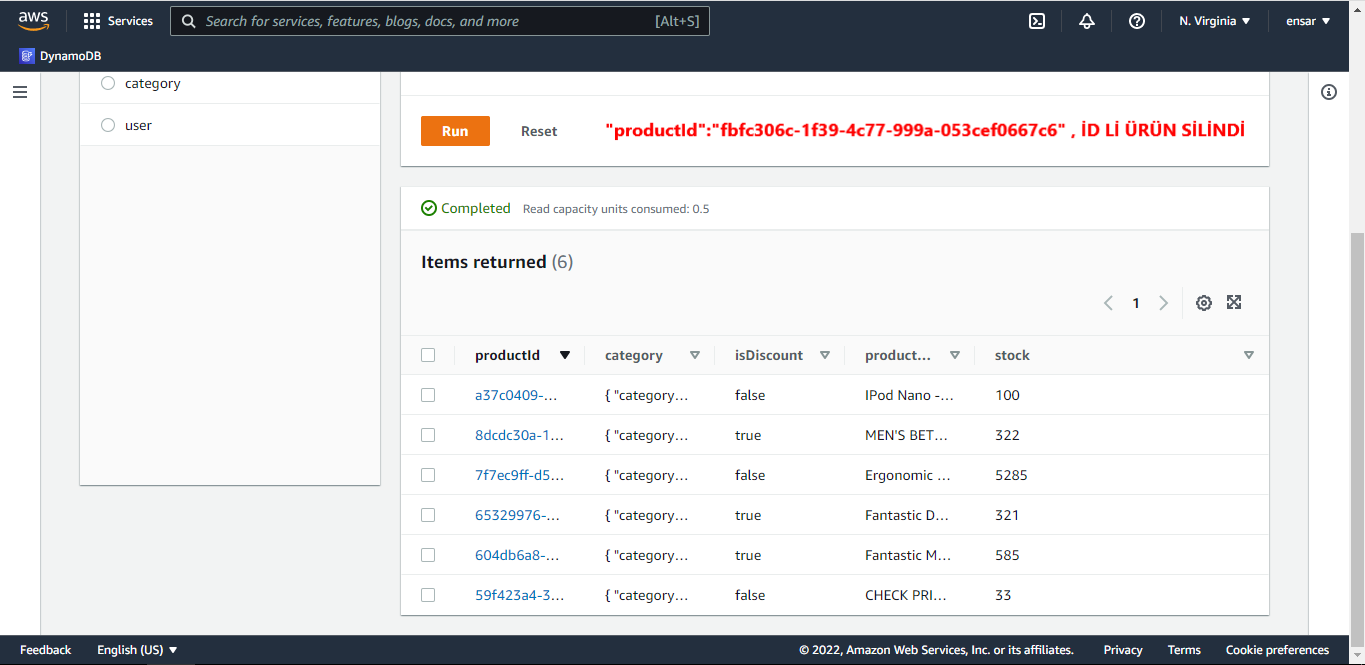 aws
Services
Search for services, features, blogs, docs, and more
[Alt+S]
N. Virginia
ensar
DynamoDB
category
user
Run
Reset
"productId":"fbfc306c-1f39-4c77-999a-053cef0667c6" , İD Lİ ÜRÜN SİLİNDİ
Completed
Read capacity units consumed: 0.5
Items returned (6)
1
productId category isDiscount product... stock
a37c0409-... { "category... false IPod Nano -... 100
8dcdc30a-1... { "category... true MEN'S BET... 322
7f7ec9ff-d5... { "category... false Ergonomic ... 5285
65329976-... { "category... true Fantastic D... 321
604db6a8-... { "category... true Fantastic M... 585
59f423a4-3... { "category... false CHECK PRI... 33
Feedback
English (US)
© 2022, Amazon Web Services, Inc. or its affiliates.
Privacy
Terms
Cookie preferences